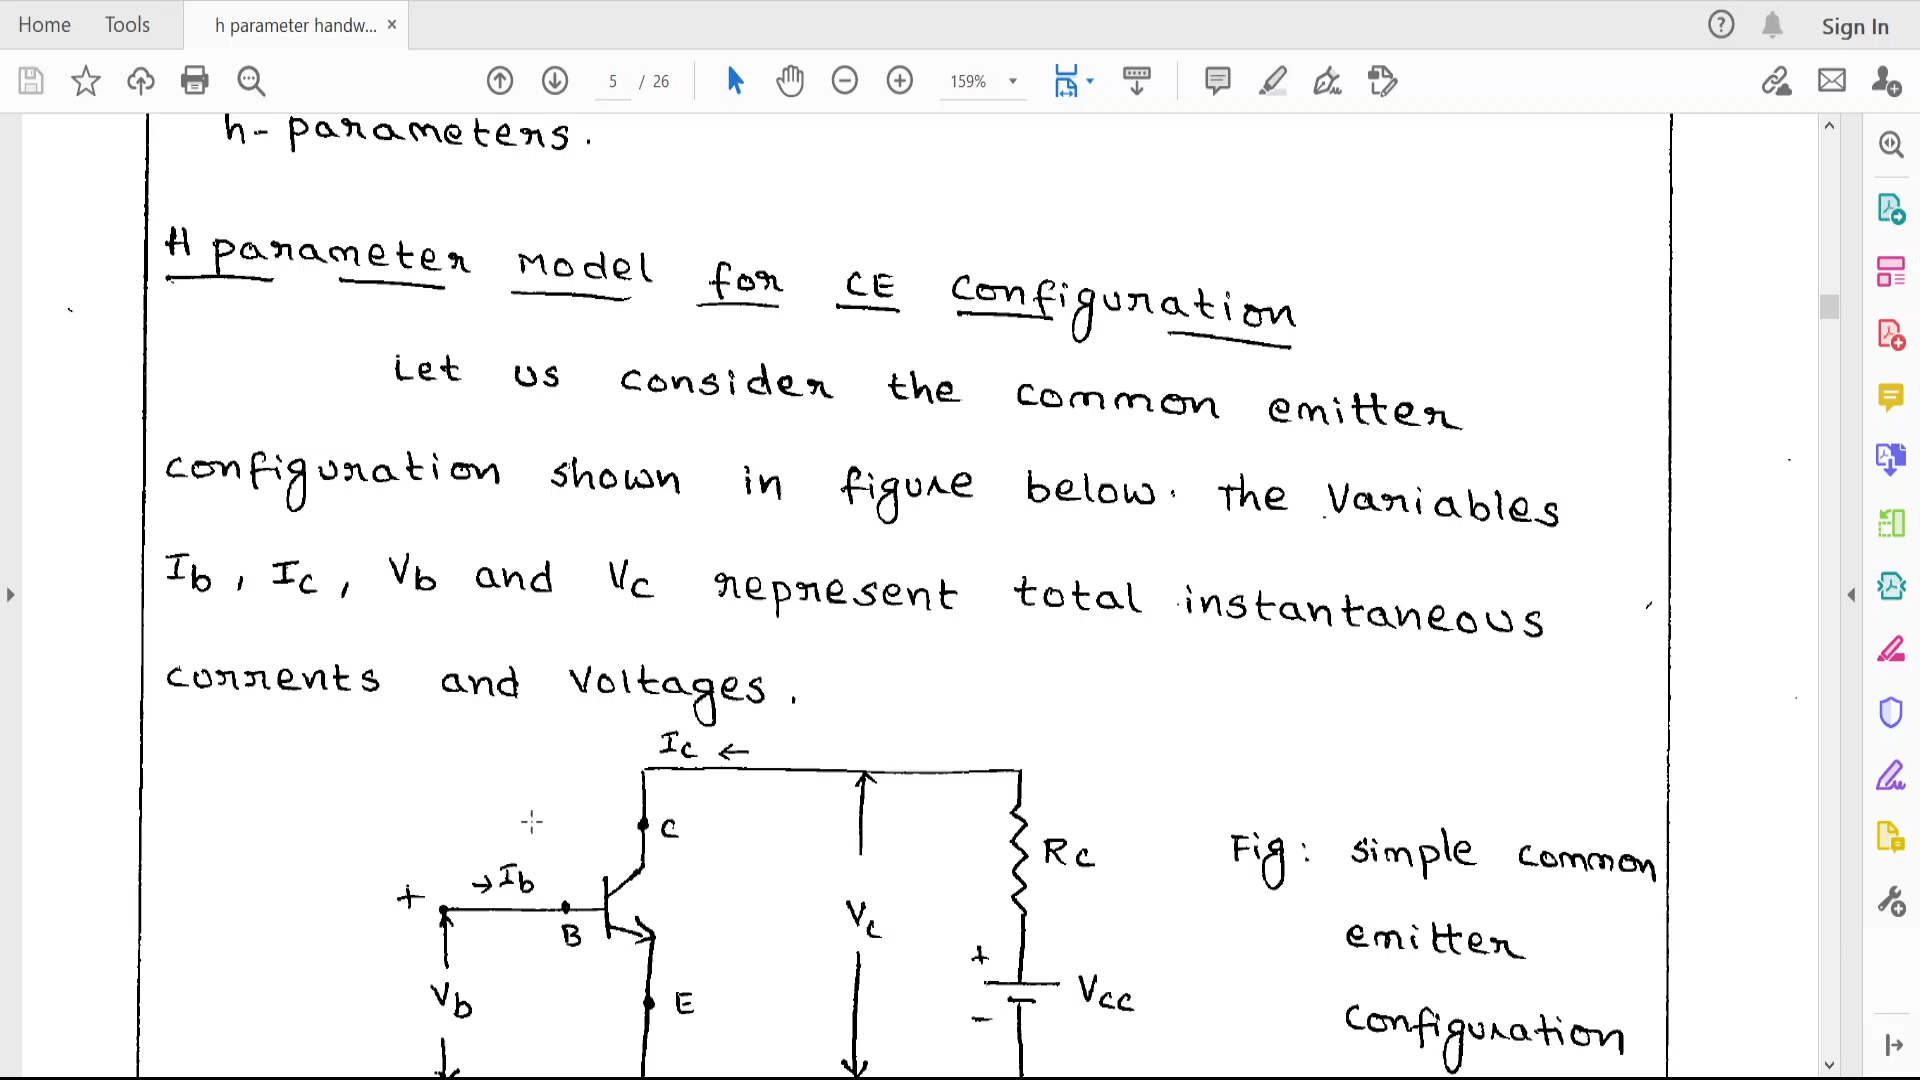 Home Tools h parameter handw... × Sign In
5 / 26 159%
h- parameters.
H parameter Model for CE configuration
Let us consider the common emitter
configuration shown in figure below. The Variables
Ib, Ic, Vb and Vc represent total instantaneous
currents and Voltages.
Ic ←
C
Rc
→Ib
+
B
Vc
Vb
E
+
Vcc
-
Fig: simple common
emitter
configuration